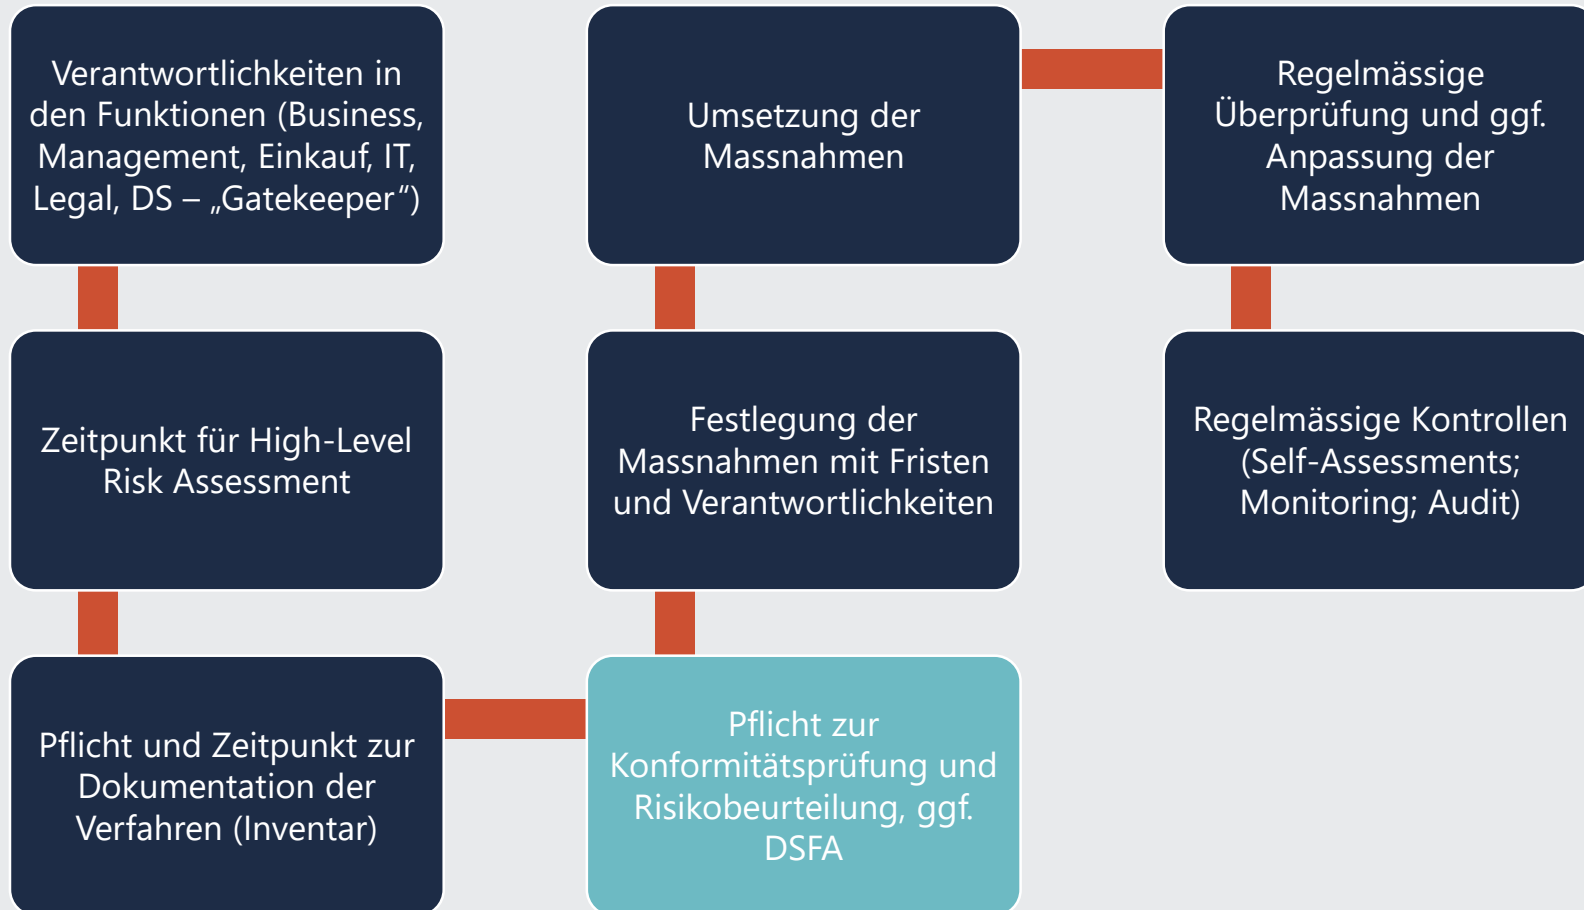 Verantwortlichkeiten in
den Funktionen (Business,
Management, Einkauf, IT,
Legal, DS – „Gatekeeper“)
Zeitpunkt für High-Level
Risk Assessment
Pflicht und Zeitpunkt zur
Dokumentation der
Verfahren (Inventar)
Pflicht zur
Konformitätsprüfung und
Risikobeurteilung, ggf.
DSFA
Festlegung der
Massnahmen mit Fristen
und Verantwortlichkeiten
Umsetzung der
Massnahmen
Regelmässige
Überprüfung und ggf.
Anpassung der
Massnahmen
Regelmässige Kontrollen
(Self-Assessments;
Monitoring; Audit)